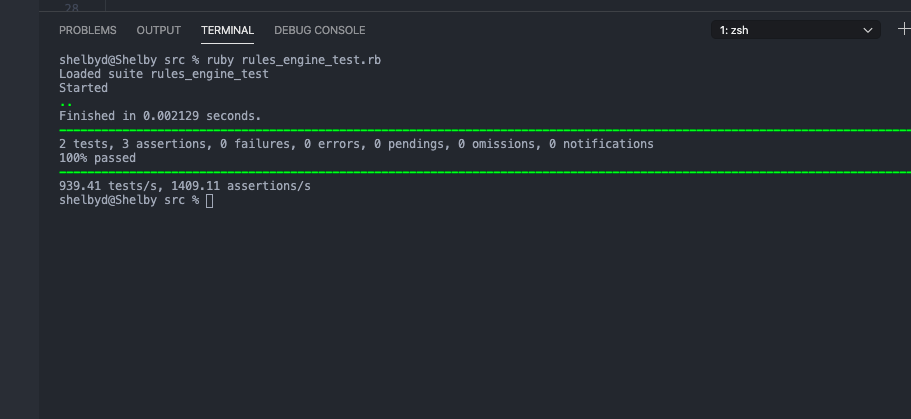 28
PROBLEMS OUTPUT TERMINAL DEBUG CONSOLE 1: zsh
shelbyd@Shelby src % ruby rules_engine_test.rb
Loaded suite rules_engine_test
Started
..
Finished in 0.002129 seconds.
2 tests, 3 assertions, 0 failures, 0 errors, 0 pendings, 0 omissions, 0 notifications
100% passed
939.41 tests/s, 1409.11 assertions/s
shelbyd@Shelby src %